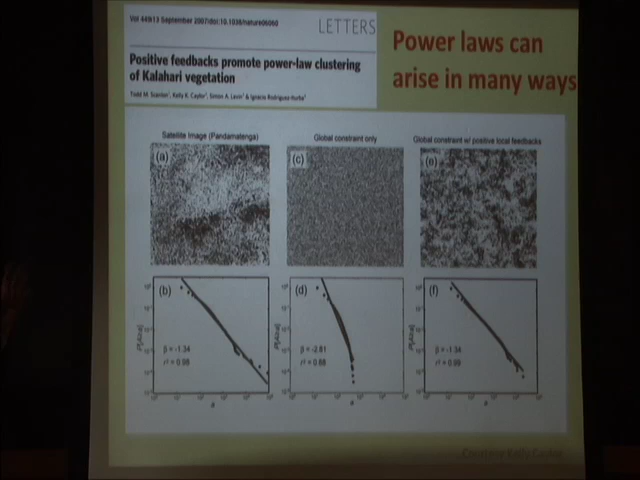 Vol 449|13 September 2007|doi:10.1038/nature06060
LETTERS
Positive feedbacks promote power-law clustering
of Kalahari vegetation
Todd M. Scanlon, Kelly K. Caylor, Simon A. Levin & Ignacio Rodriguez-Iturbe
Power laws can
arise in many ways
Satellite Image (Pandamatenga)
Global constraint only
Global constraint w/ positive local feedbacks
(a)
(c)
(e)
(b)
(d)
(f)
β = -1.34
r² = 0.98
β = -2.81
r² = 0.88
β = -1.34
r² = 0.99
Courtesy Kelly Caylor